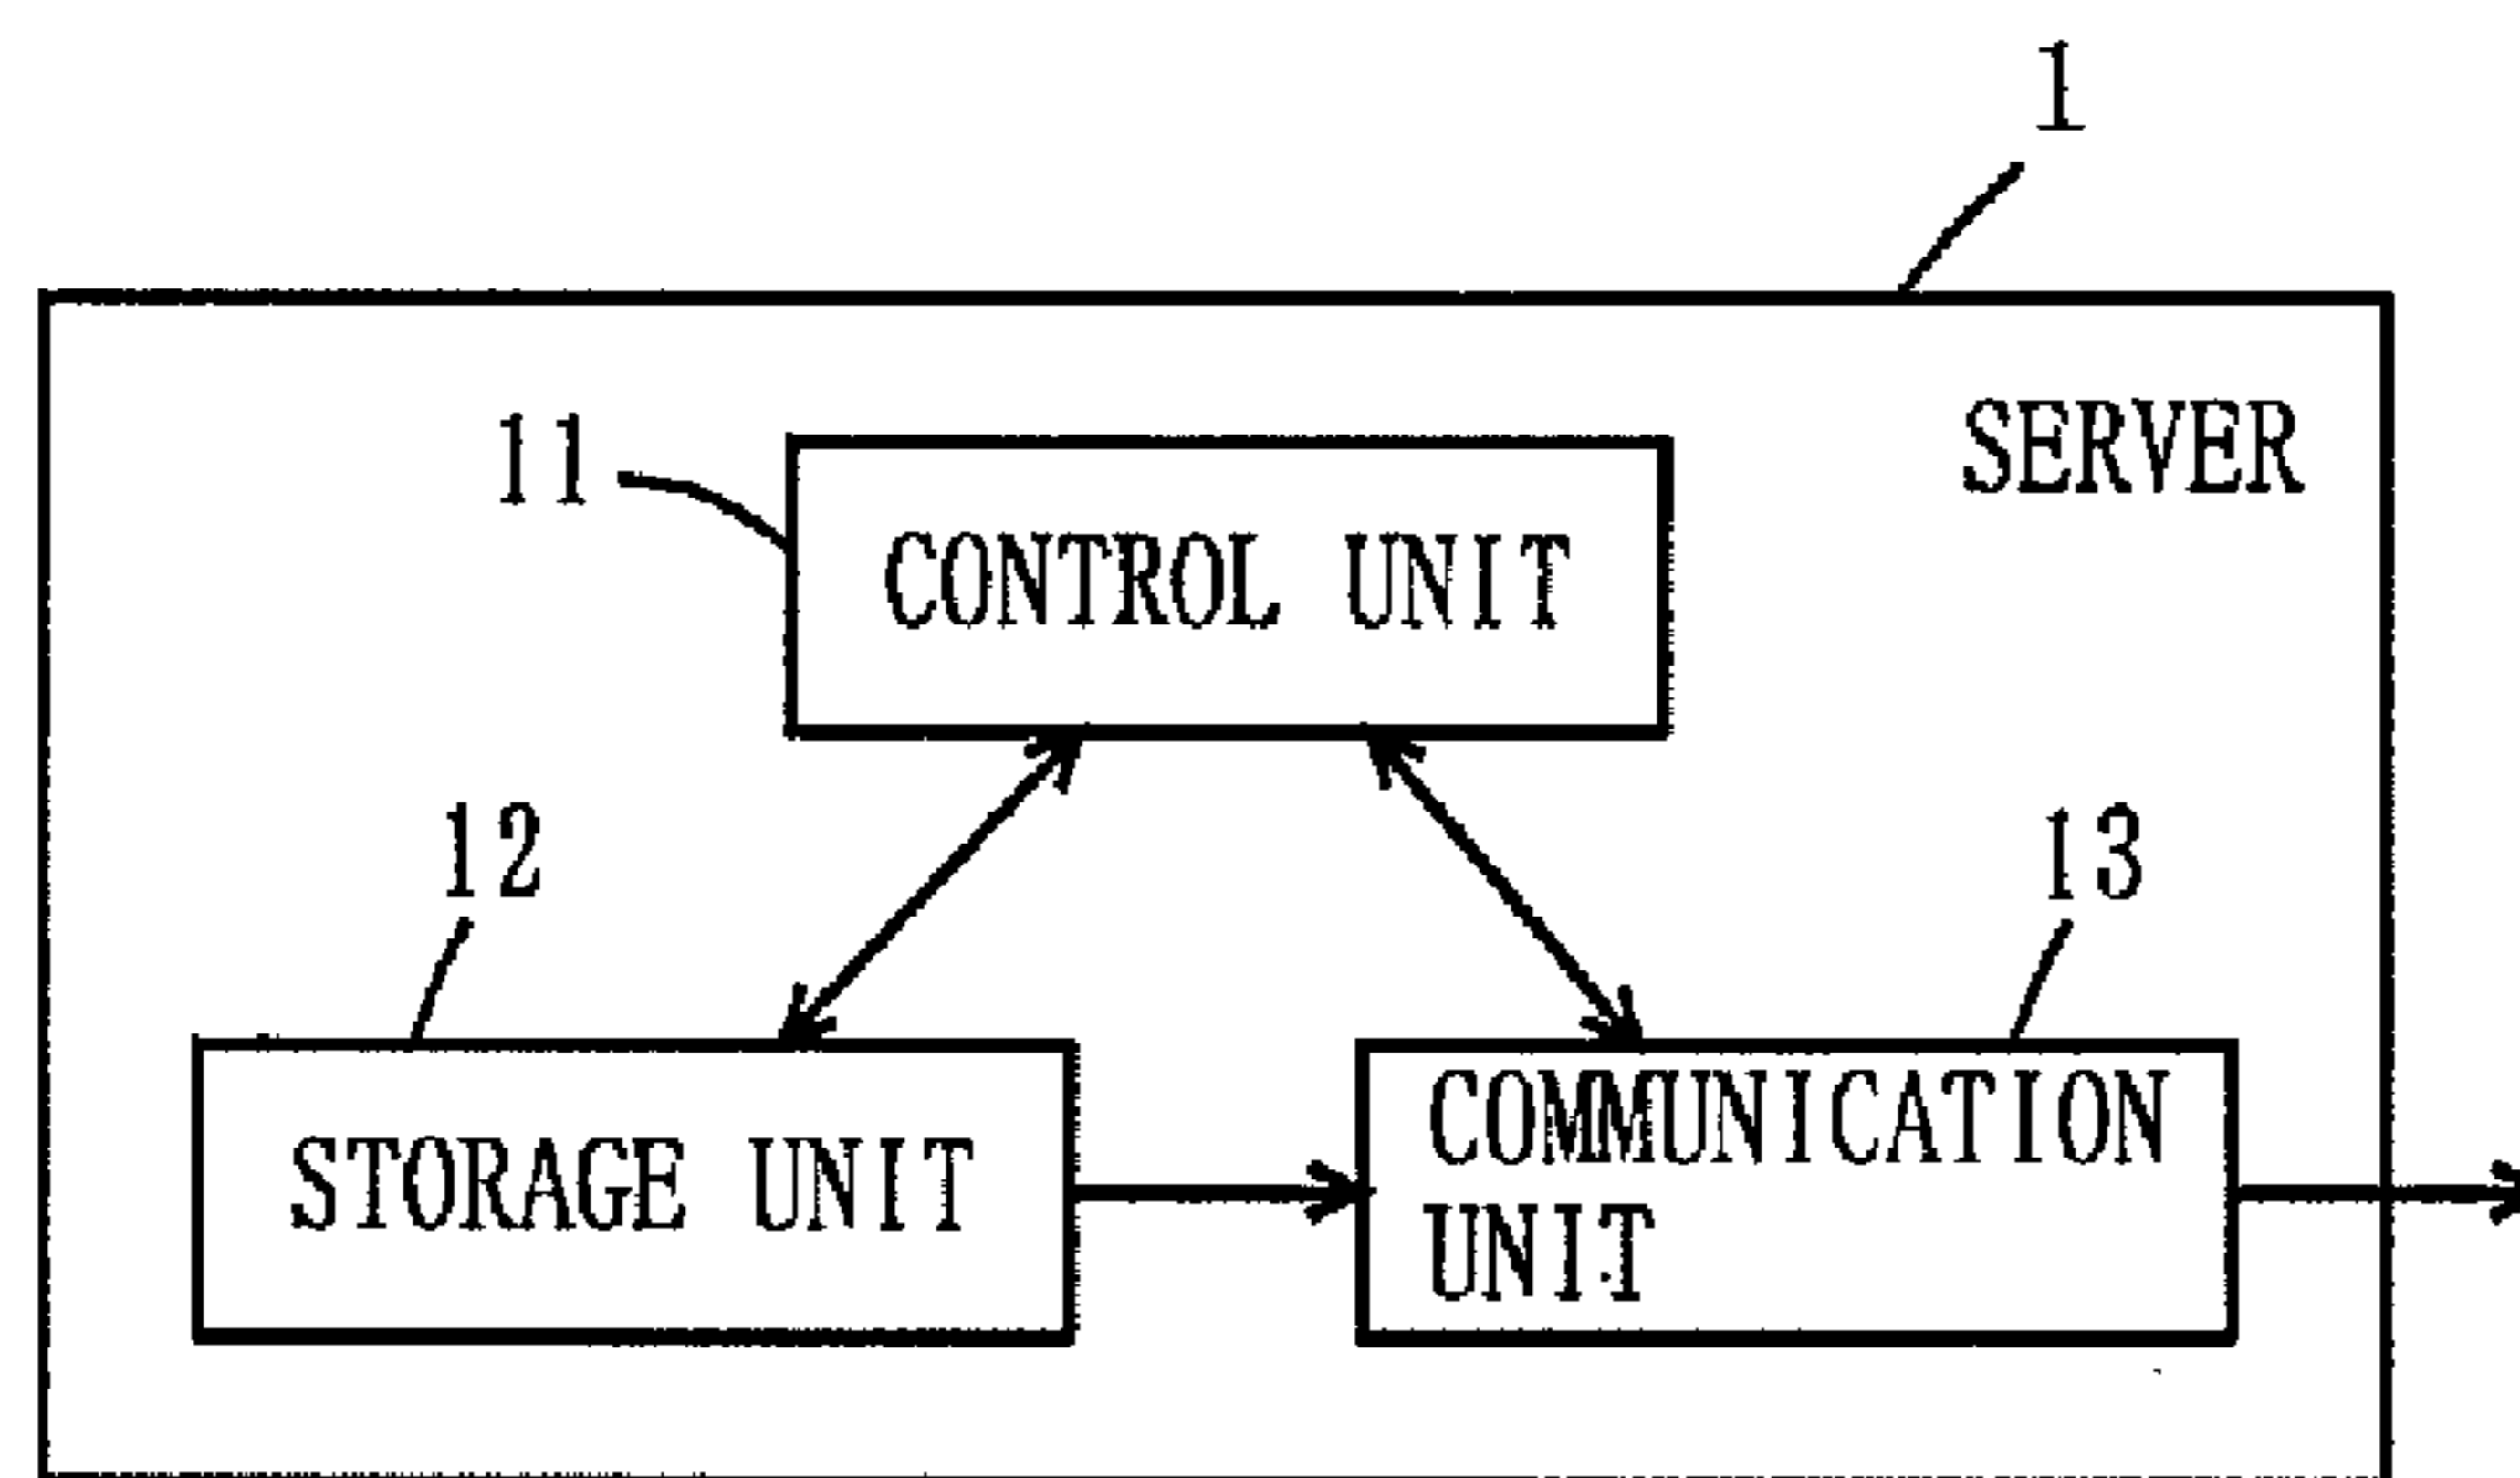 1
SERVER
11
CONTROL UNIT
12
13
STORAGE UNIT
COMMUNICATION
UNIT